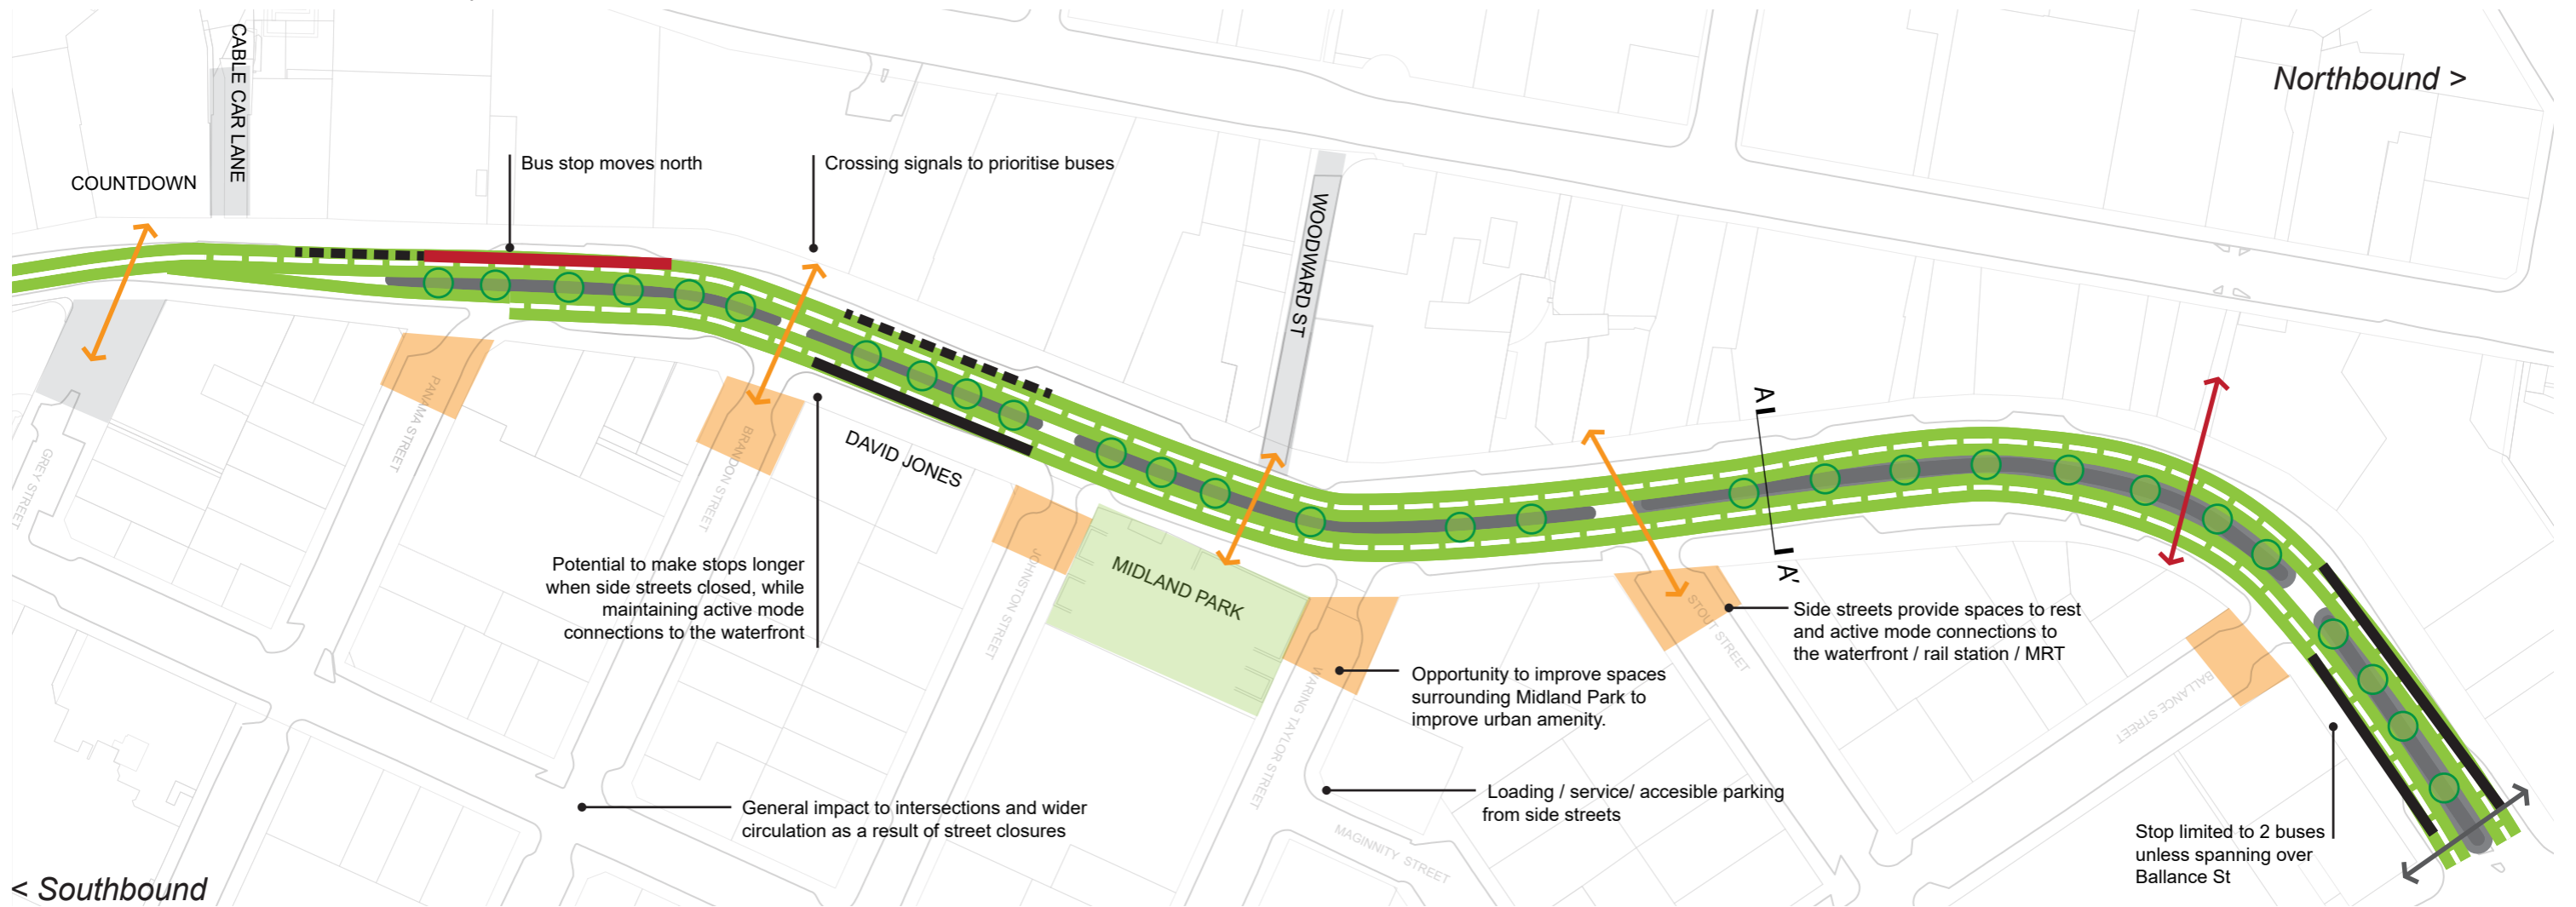 CABLE CAR LANE
Northbound >
COUNTDOWN
Bus stop moves north
Crossing signals to prioritise buses
WOODWARD ST
A
A'
PANAMA STREET
BRANDON STREET
DAVID JONES
GREY STREET
JOHNSTON STREET
MIDLAND PARK
Potential to make stops longer
when side streets closed, while
maintaining active mode
connections to the waterfront
STOUT STREET
Side streets provide spaces to rest
and active mode connections to
the waterfront / rail station / MRT
WARING TAYLOR STREET
Opportunity to improve spaces
surrounding Midland Park to
improve urban amenity.
BALLANCE STREET
General impact to intersections and wider
circulation as a result of street closures
Loading / service/ accesible parking
from side streets
MAGINNITY STREET
Stop limited to 2 buses
unless spanning over
Ballance St
< Southbound